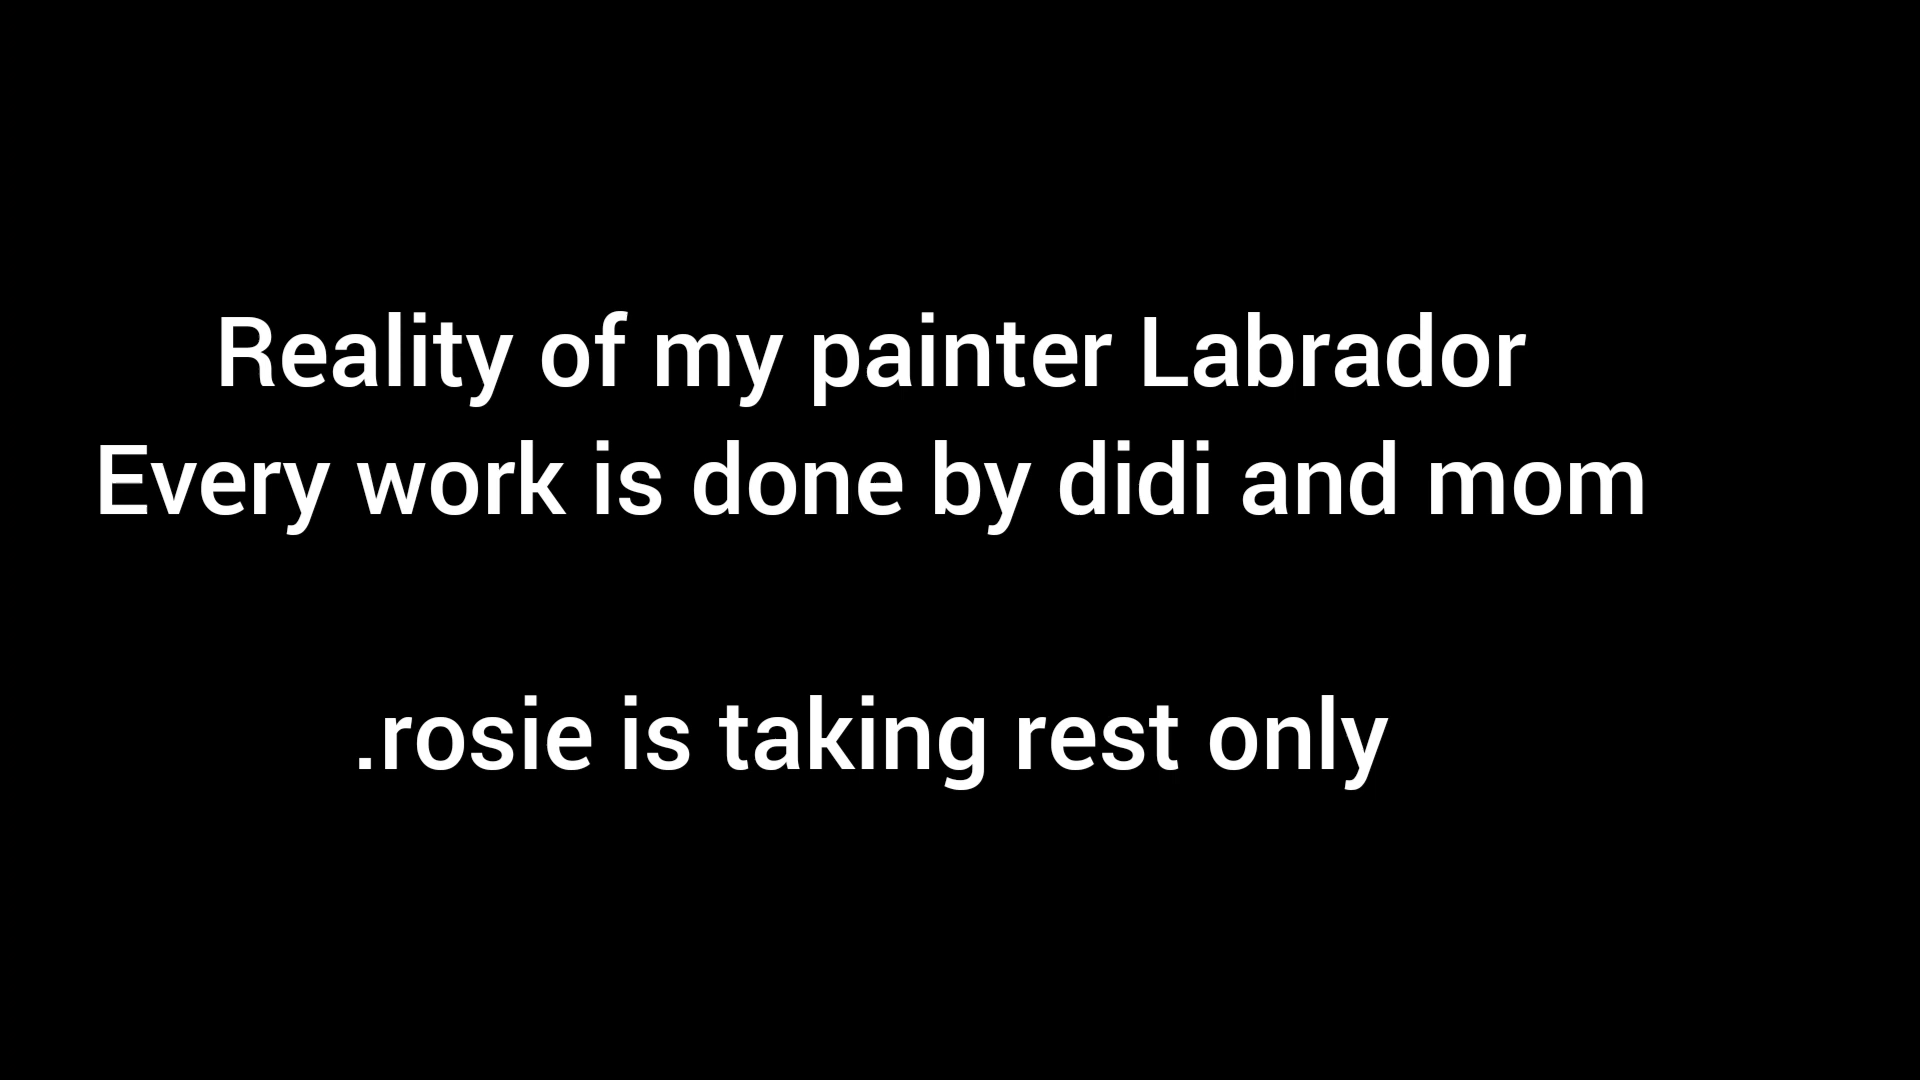 Reality of my painter Labrador
Every work is done by didi and mom
.rosie is taking rest only